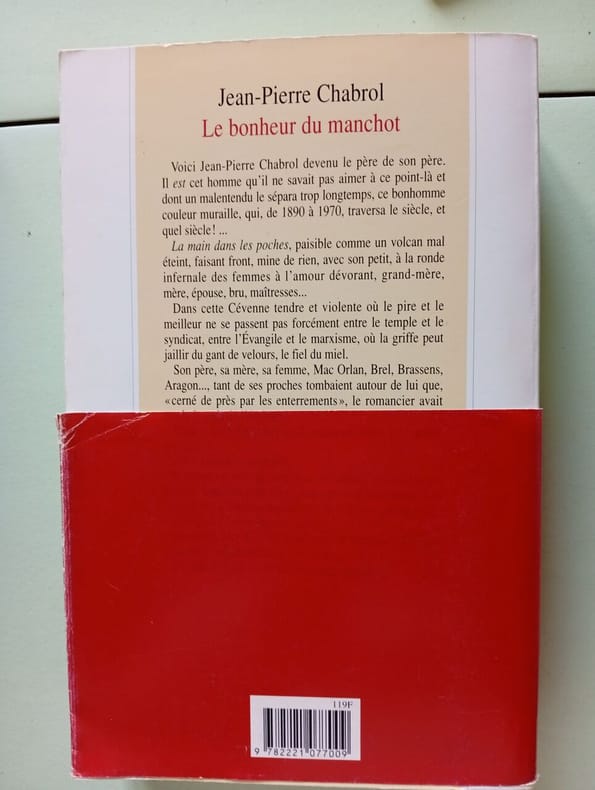 Jean-Pierre Chabrol
Le bonheur du manchot
Voici Jean-Pierre Chabrol devenu le père de son père.
Il est cet homme qu'il ne savait pas aimer à ce point-là et
dont un malentendu le sépara trop longtemps, ce bonhomme
couleur muraille, qui, de 1890 à 1970, traversa le siècle, et
quel siècle! ...
La main dans les poches, paisible comme un volcan mal
éteint, faisant front, mine de rien, avec son petit, à la ronde
infernale des femmes à l'amour dévorant, grand-mère,
mère, épouse, bru, maîtresses...
Dans cette Cévenne tendre et violente où le pire et le
meilleur ne se passent pas forcément entre le temple et le
syndicat, entre l'Évangile et le marxisme, où la griffe peut
jaillir du gant de velours, le fiel du miel.
Son père, sa mère, sa femme, Mac Orlan, Brel, Brassens,
Aragon..., tant de ses proches tombaient autour de lui que,
«cerné de près par les enterrements», le romancier avait
119F
9 782221 077009